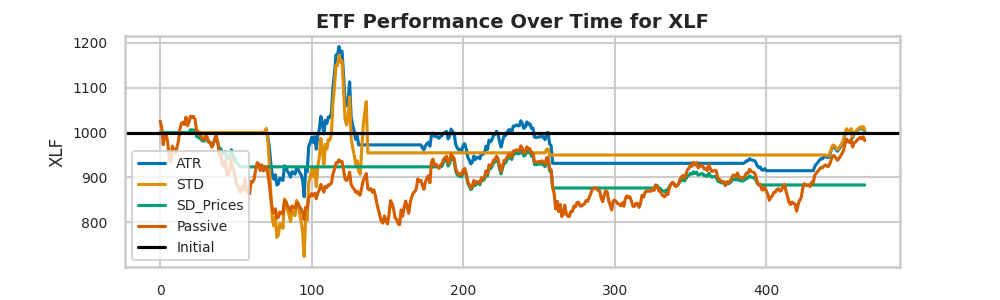 ETF Performance Over Time for XLF
1200
1100
1000
900
800
XLF
ATR
STD
SD_Prices
Passive
Initial
0 100 200 300 400